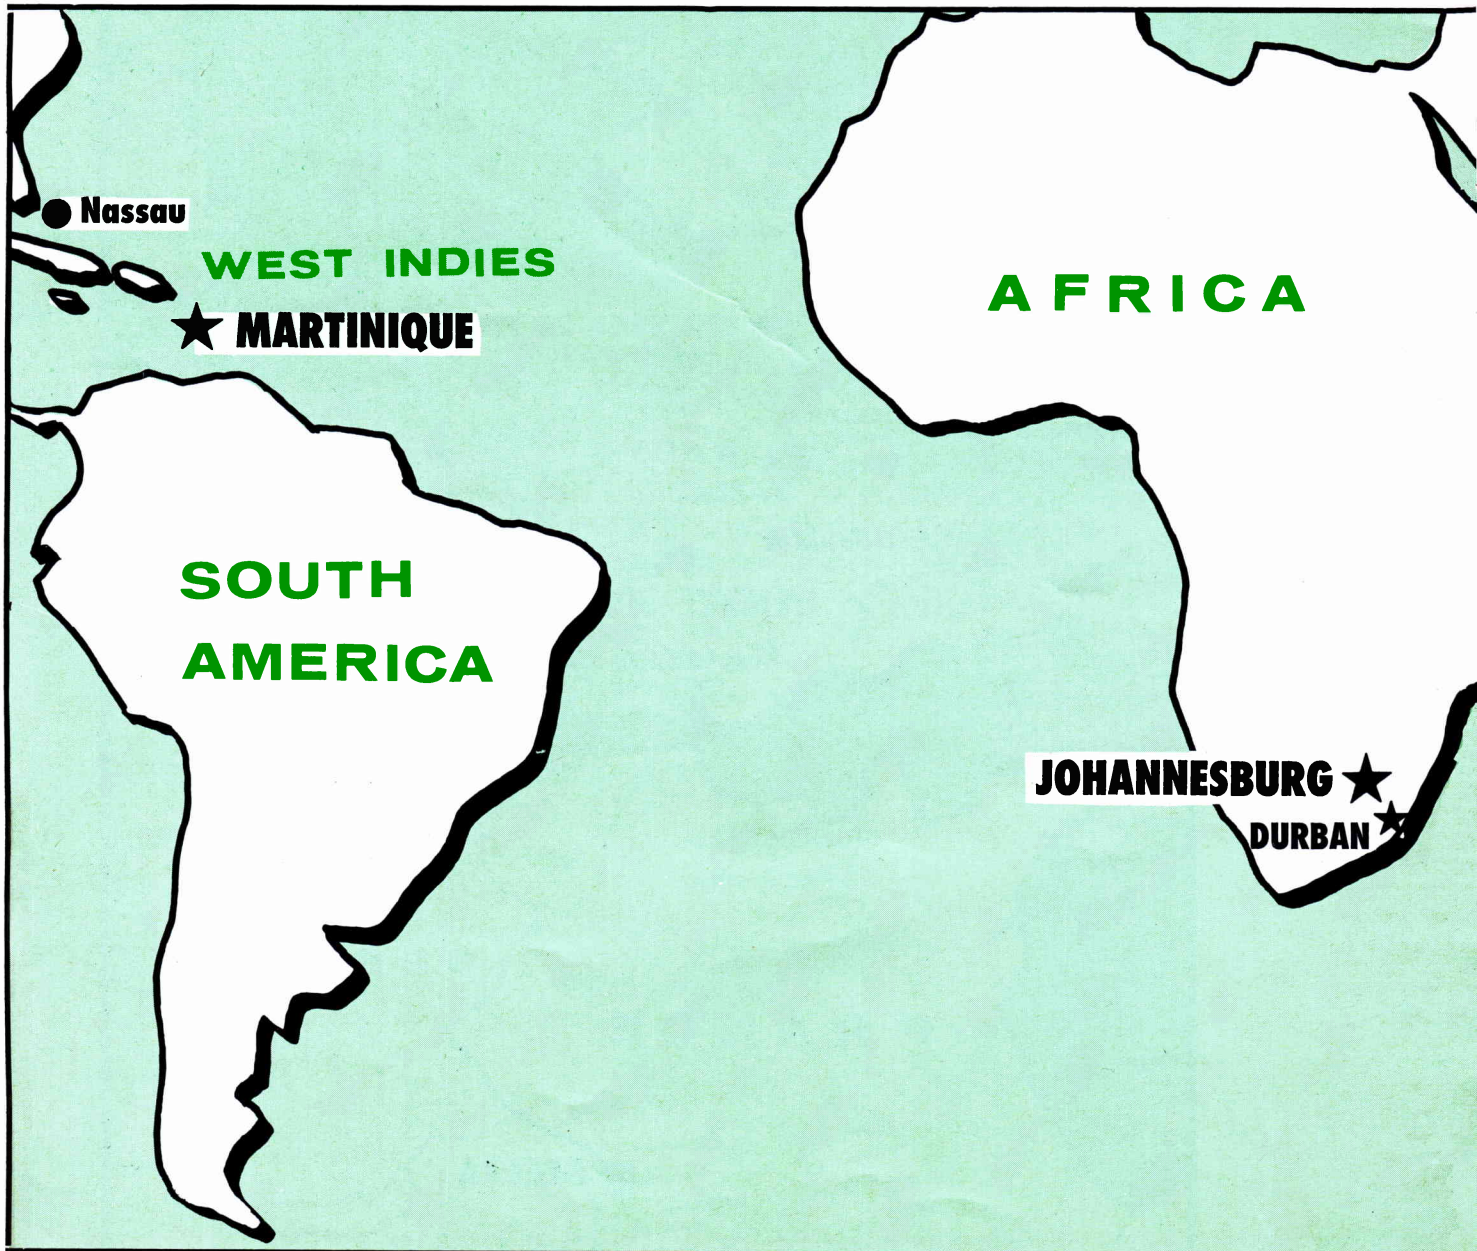 Nassau
WEST INDIES
MARTINIQUE
AFRICA
SOUTH
AMERICA
JOHANNESBURG
DURBAN